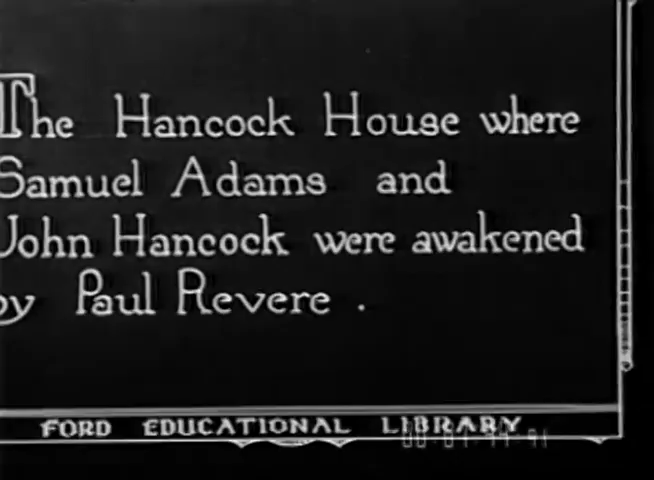 The Hancock House where
Samuel Adams and
John Hancock were awakened
by Paul Revere .
FORD EDUCATIONAL LIBRARY